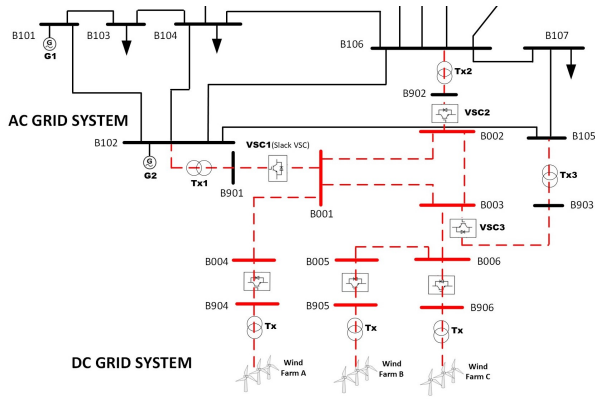 B101
B103
B104
G
G1
B106
B107
Tx2
B902
VSC2
AC GRID SYSTEM
B102
G
G2
Tx1
B901
VSC1(Slack VSC)
B001
B002
B105
Tx3
B003
B903
VSC3
B004
B005
B006
B904
B905
B906
Tx
Tx
Tx
DC GRID SYSTEM
Wind
Farm A
Wind
Farm B
Wind
Farm C